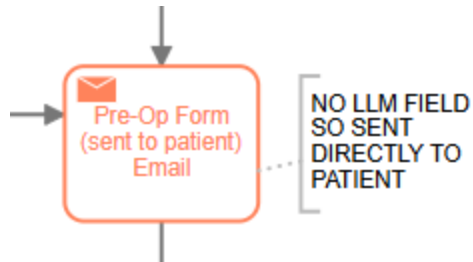 Pre-Op Form
(sent to patient)
Email
NO LLM FIELD
SO SENT
DIRECTLY TO
PATIENT